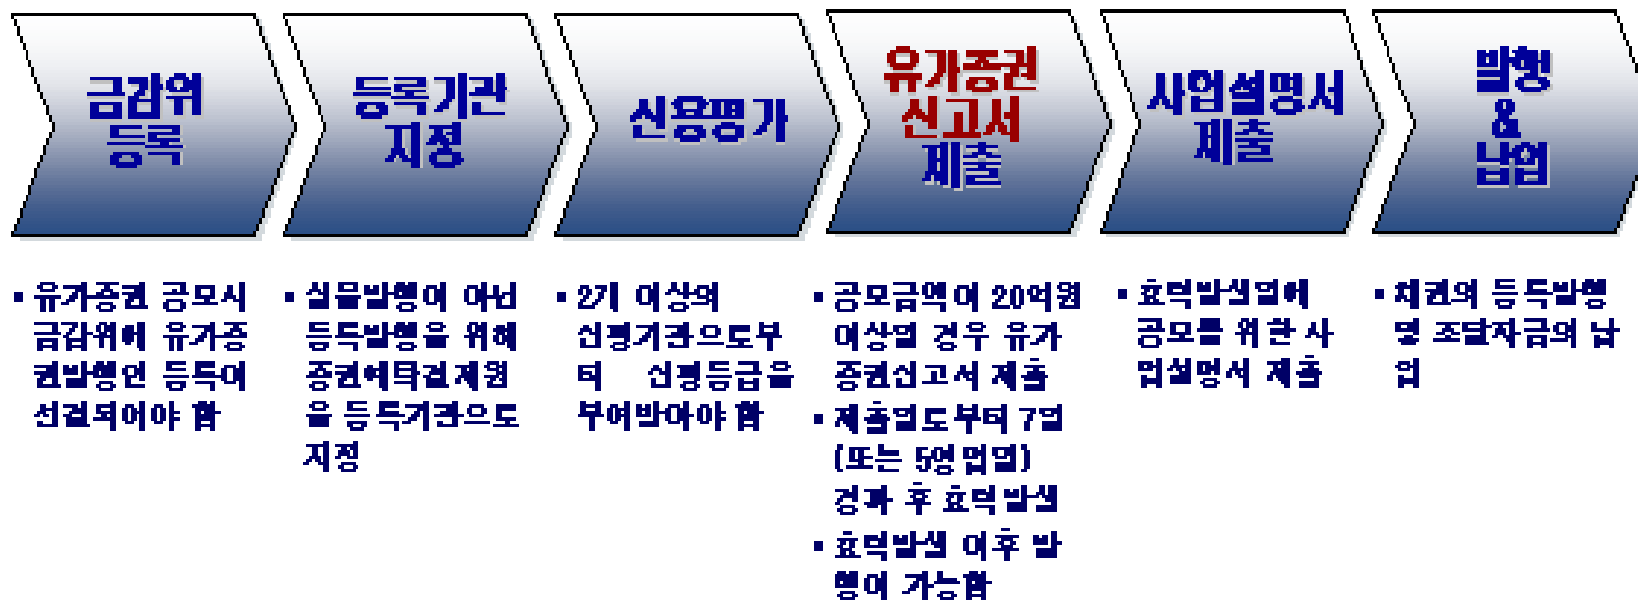 금감위
등록
등록기관
지정
신용평가
유가증권
신고서
제출
사업설명서
제출
발행
&
납입
▪ 유가증권 공모시
금감위에 유가증
권발행인 등록이
선결되어야 함
▪ 실물발행이 아닌
등록발행을 위해
증권예탁결제원
을 등록기관으로
지정
▪ 2개 이상의
신평기관으로부
터 신평등급을
부여받아야 함
▪ 공모금액이 20억원
이상일 경우 유가
증권신고서 제출
▪ 제출일로부터 7일
(또는 5영업일)
경과 후 효력발생
▪ 효력발생 이후 발
행이 가능함
▪ 효력발생일에
공모를 위한 사
업설명서 제출
▪ 채권의 등록발행
및 조달자금의 납
입